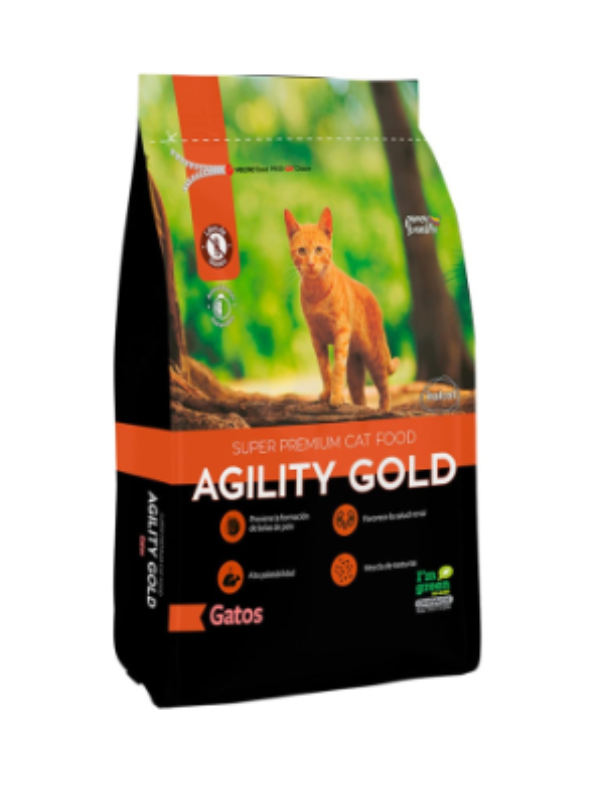 SUPER PREMIUM CAT FOOD
AGILITY GOLD
Previene la formación
de bolas de pelo
Favorece la salud renal
Alta palatabilidad
Mezcla de texturas
I'm
green
Gatos
AGILITY GOLD
Gatos